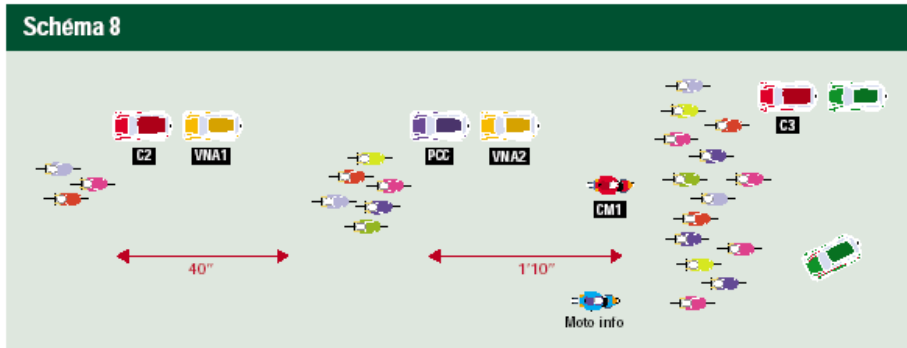 Schéma 8
C2
VNA1
PCC
VNA2
C3
CM1
40″
1’10″
Moto info